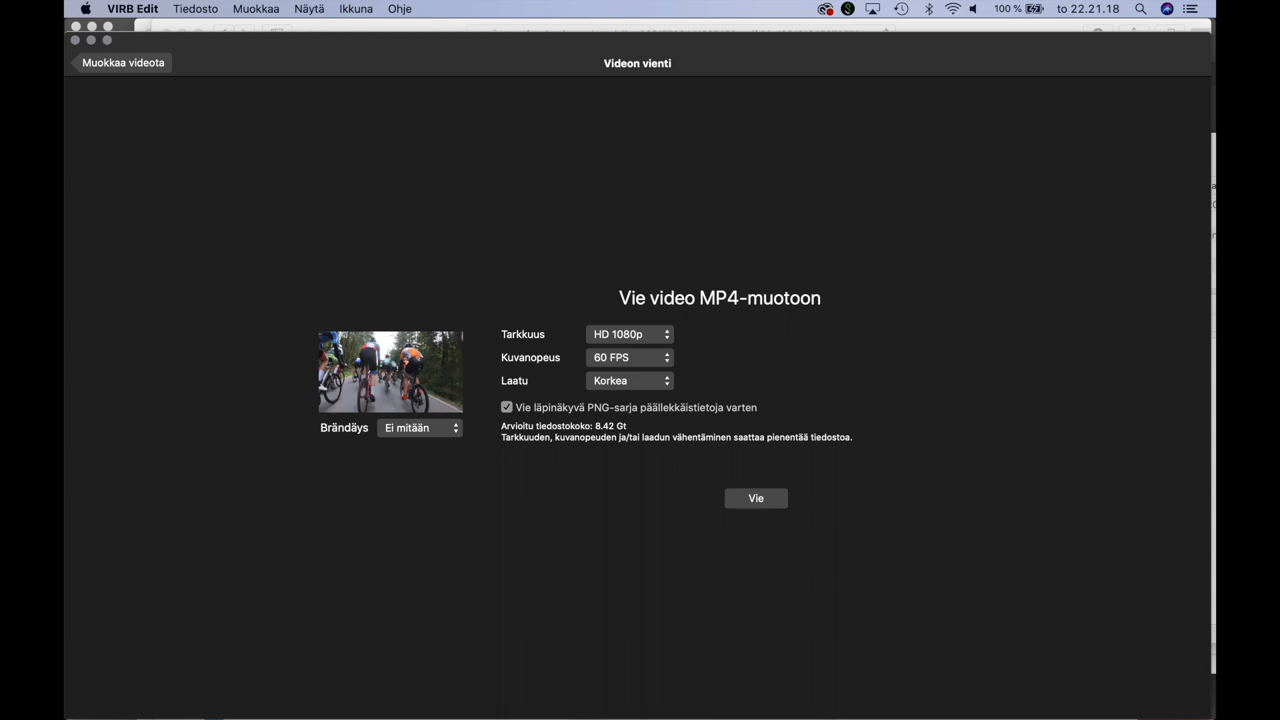 VIRB Edit Tiedosto Muokkaa Näytä Ikkuna Ohje 100 % to 22.21.18
Muokkaa videota
Videon vienti
Vie video MP4-muotoon
Tarkkuus HD 1080p
Kuvanopeus 60 FPS
Laatu Korkea
Vie läpinäkyvä PNG-sarja päällekkäistietoja varten
Brändäys Ei mitään
Arvioitu tiedostokoko: 8.42 Gt
Tarkkuuden, kuvanopeuden ja/tai laadun vähentäminen saattaa pienentää tiedostoa.
Vie